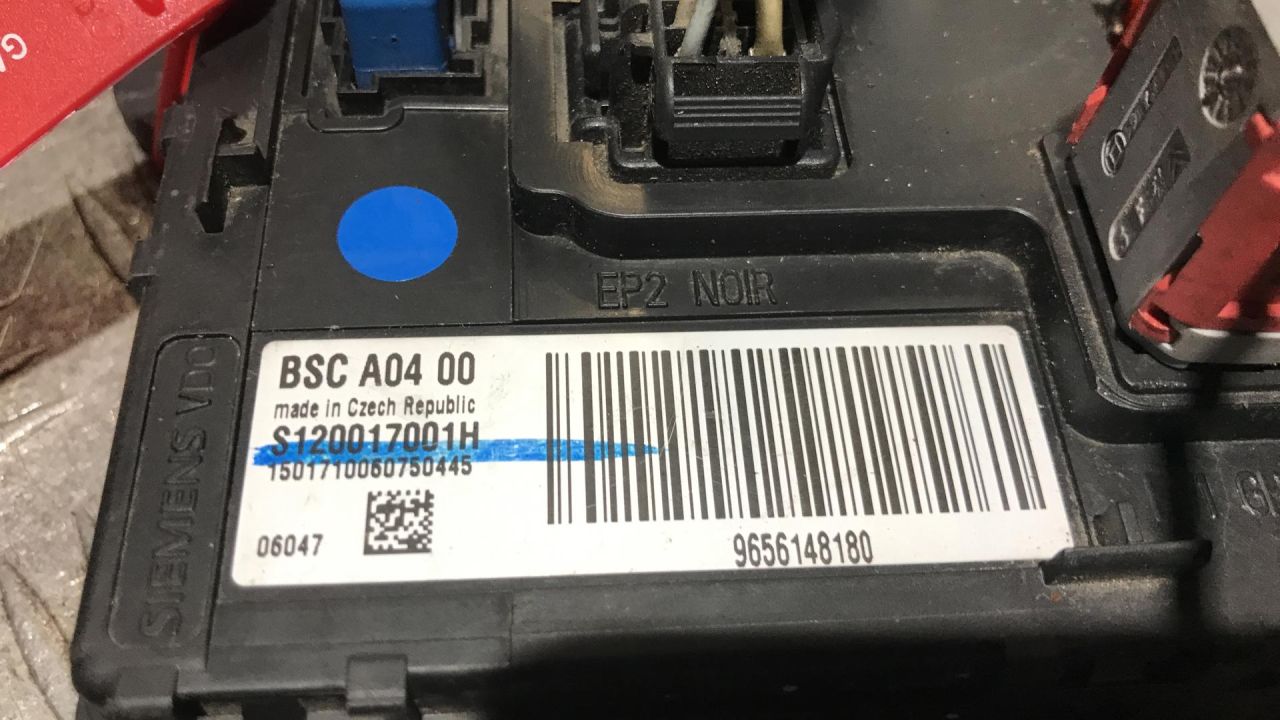 EP2 NOIR
SIEMENS VDO
BSC A04 00
made in Czech Republic
S120017001H
1501710060750445
06047
9656148180